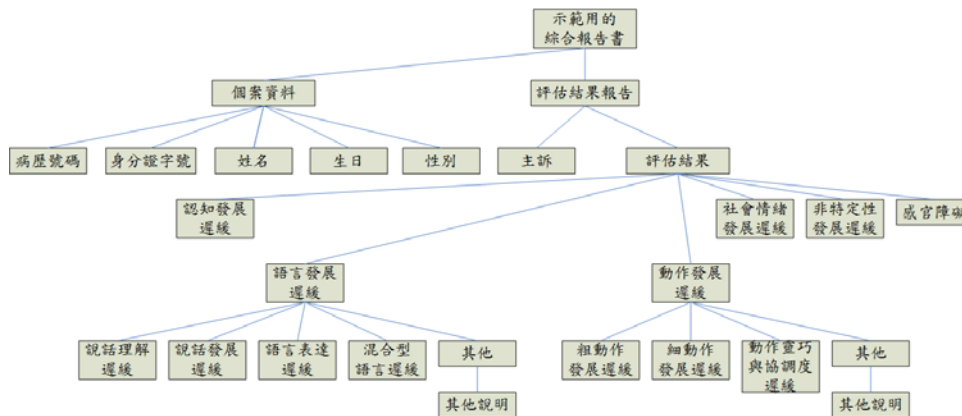 示範用的
綜合報告書
個案資料
評估結果報告
病歷號碼
身分證字號
姓名
生日
性別
主訴
評估結果
認知發展
遲緩
社會情緒
發展遲緩
非特定性
發展遲緩
感官障礙
語言發展
遲緩
動作發展
遲緩
說話理解
遲緩
說話發展
遲緩
語言表達
遲緩
混合型
語言遲緩
其他
粗動作
發展遲緩
細動作
發展遲緩
動作靈巧
與協調度
遲緩
其他
其他說明
其他說明